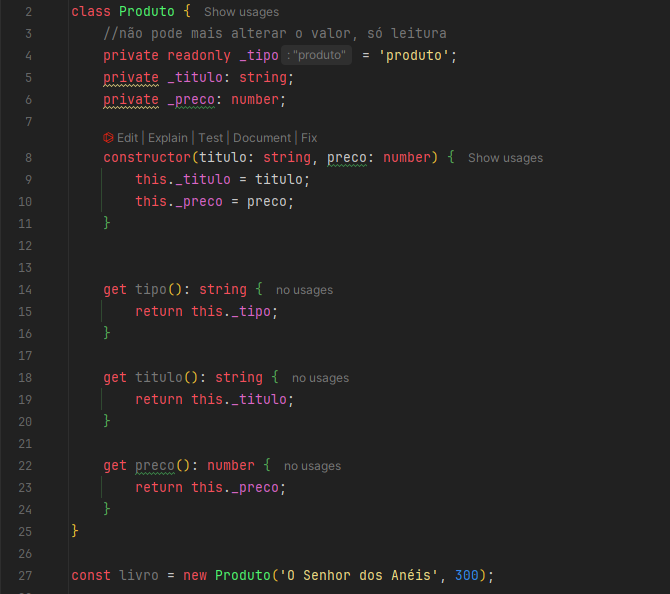 2 class Produto { Show usages
3 //não pode mais alterar o valor, só leitura
4 private readonly _tipo : "produto" = 'produto';
5 private _titulo: string;
6 private _preco: number;
7
Edit | Explain | Test | Document | Fix
8 constructor(titulo: string, preco: number) { Show usages
9 this._titulo = titulo;
10 this._preco = preco;
11 }
12
13
14 get tipo(): string { no usages
15 return this._tipo;
16 }
17
18 get titulo(): string { no usages
19 return this._titulo;
20 }
21
22 get preco(): number { no usages
23 return this._preco;
24 }
25 }
26
27 const livro = new Produto('O Senhor dos Anéis', 300);